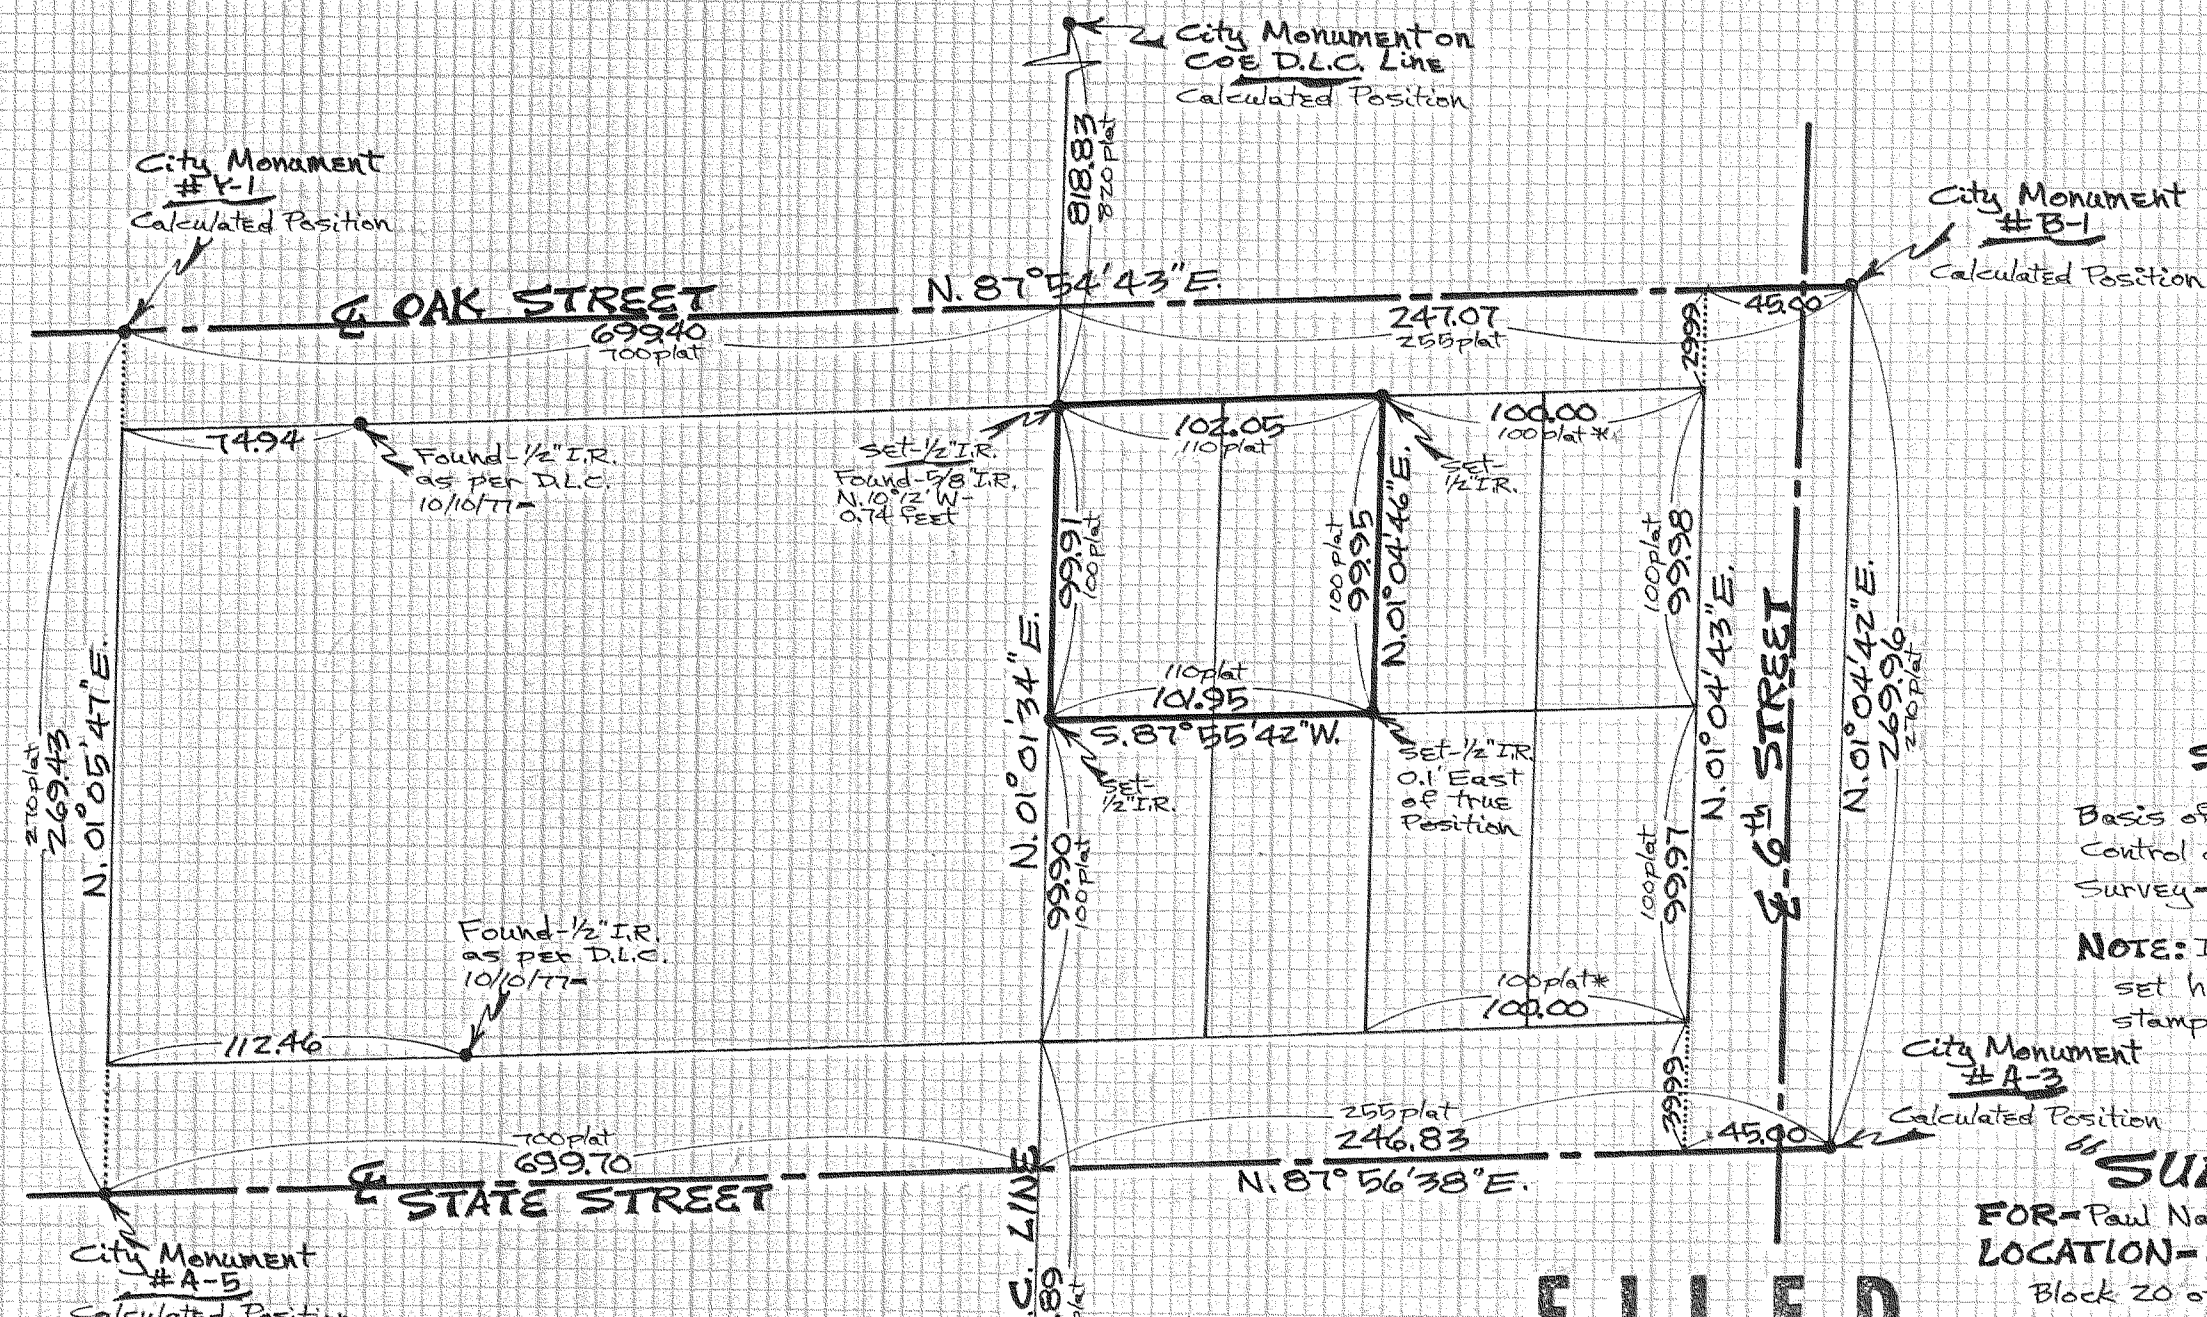 City Monument on
COE D.L.C. Line
Calculated Position
818.83
820 plat
City Monument
# Y-1
Calculated Position
City Monument
# B-1
Calculated Position
℄ OAK STREET
N. 87°54'43"E.
699.40
700 plat
247.07
255 plat
45.00
29.99
74.94
Found-1/2" I.R.
as per D.L.C.
10/10/77-
Set-1/2" I.R.
Found-5/8" I.R.
N.10°12' W-
0.74 feet
102.05
110 plat
100.00
100 plat *
Set-
1/2" I.R.
99.91
100 plat
100 plat
99.95
N.01°04'46"E.
100 plat
99.98
N.01°04'43"E.
℄ 6th STREET
N.01°04'42"E.
269.96
270 plat
270 plat
269.43
N.01°05'47"E.
N.01°01'34"E.
110 plat
101.95
S.87°55'42"W.
Set-
1/2" I.R.
Set-1/2" I.R.
0.1' East
of true
Position
99.90
100 plat
100 plat
99.97
Basis of
Control
Survey-
NOTE:
set
stamp
Found-1/2" I.R.
as per D.L.C.
10/10/77-
112.46
100 plat *
100.00
39.99
City Monument
# A-3
Calculated Position
700 plat
699.70
255 plat
246.83
45.00
℄ STATE STREET
N. 87°56'38"E.
C. LINE
.89
City Monument
# A-5
Calculated Position
FOR-Paul
LOCATION-
Block 20
FILED